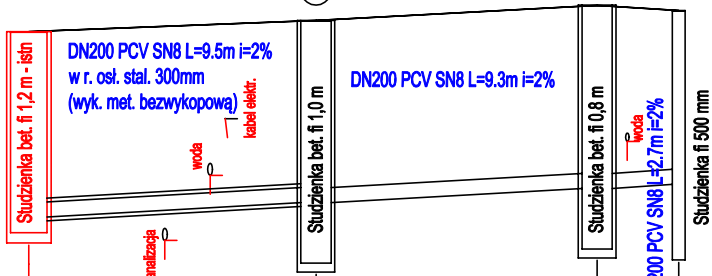 Studzienka bet. fi 1,2 m - istn
DN200 PCV SN8 L=9.5m i=2%
w r. osł. stal. 300mm
(wyk. met. bezwykopową)
kabel elektr.
woda
Studzienka bet. fi 1,0 m
DN200 PCV SN8 L=9.3m i=2%
Studzienka bet. fi 0,8 m
woda
PCV SN8 L=2.7m i=2%
Studzienka fi 500 mm